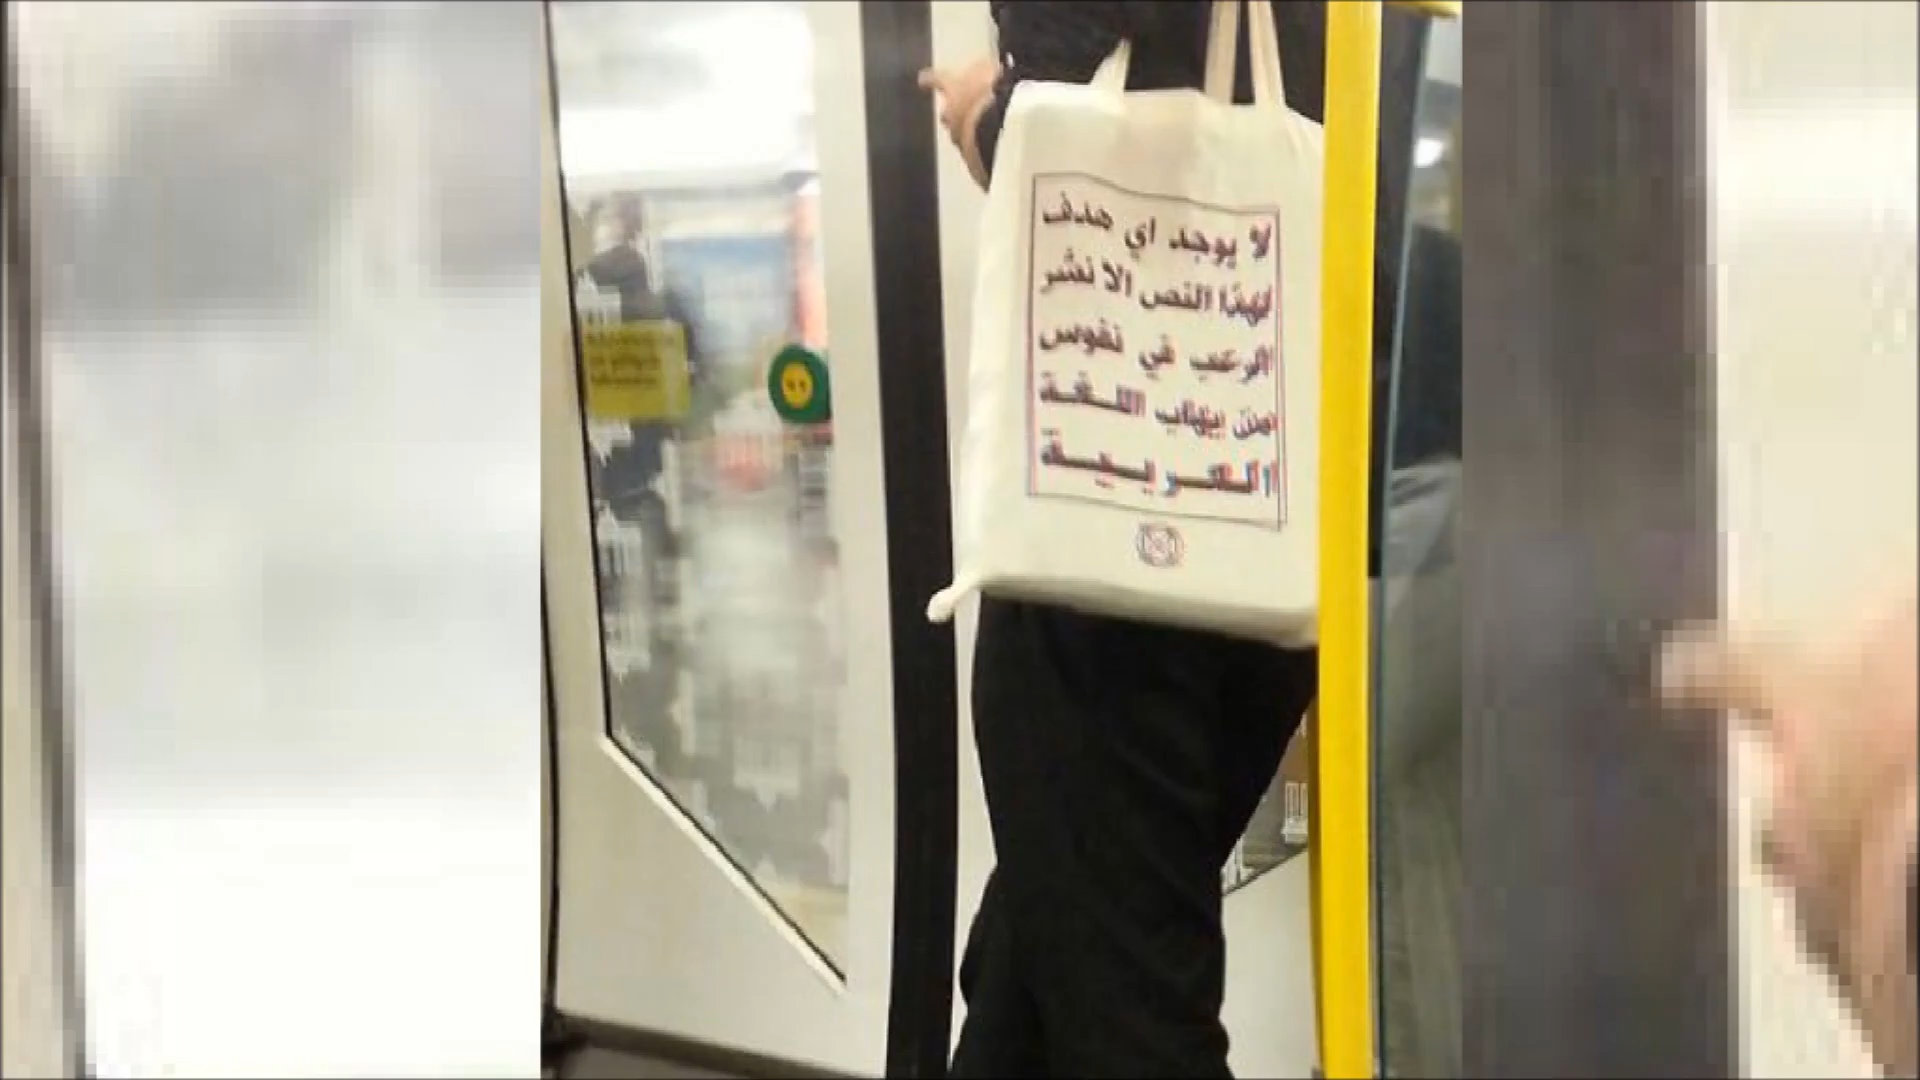 لا يوجد اي هدف
لهذا النص الا نشر
الرعب في نفوس
من يهاب اللغة
العربية